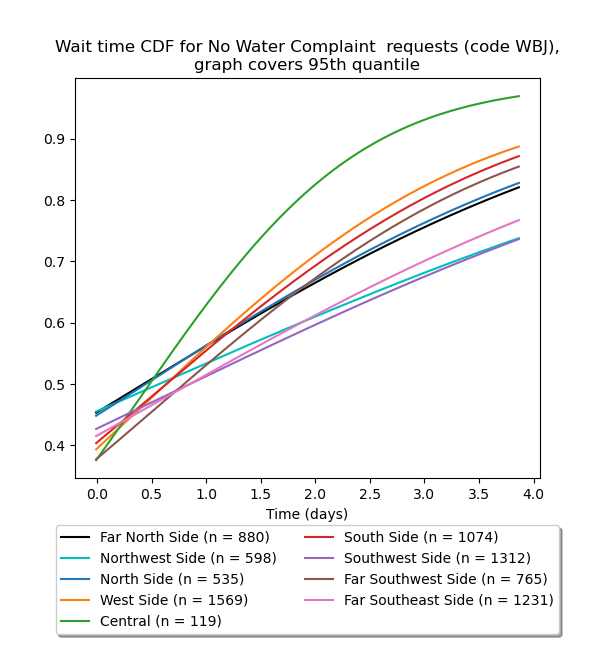 Wait time CDF for No Water Complaint  requests (code WBJ),
graph covers 95th quantile
0.9
0.8
0.7
0.6
0.5
0.4
0.0 0.5 1.0 1.5 2.0 2.5 3.0 3.5 4.0
Time (days)
Far North Side (n = 880)
Northwest Side (n = 598)
North Side (n = 535)
West Side (n = 1569)
Central (n = 119)
South Side (n = 1074)
Southwest Side (n = 1312)
Far Southwest Side (n = 765)
Far Southeast Side (n = 1231)